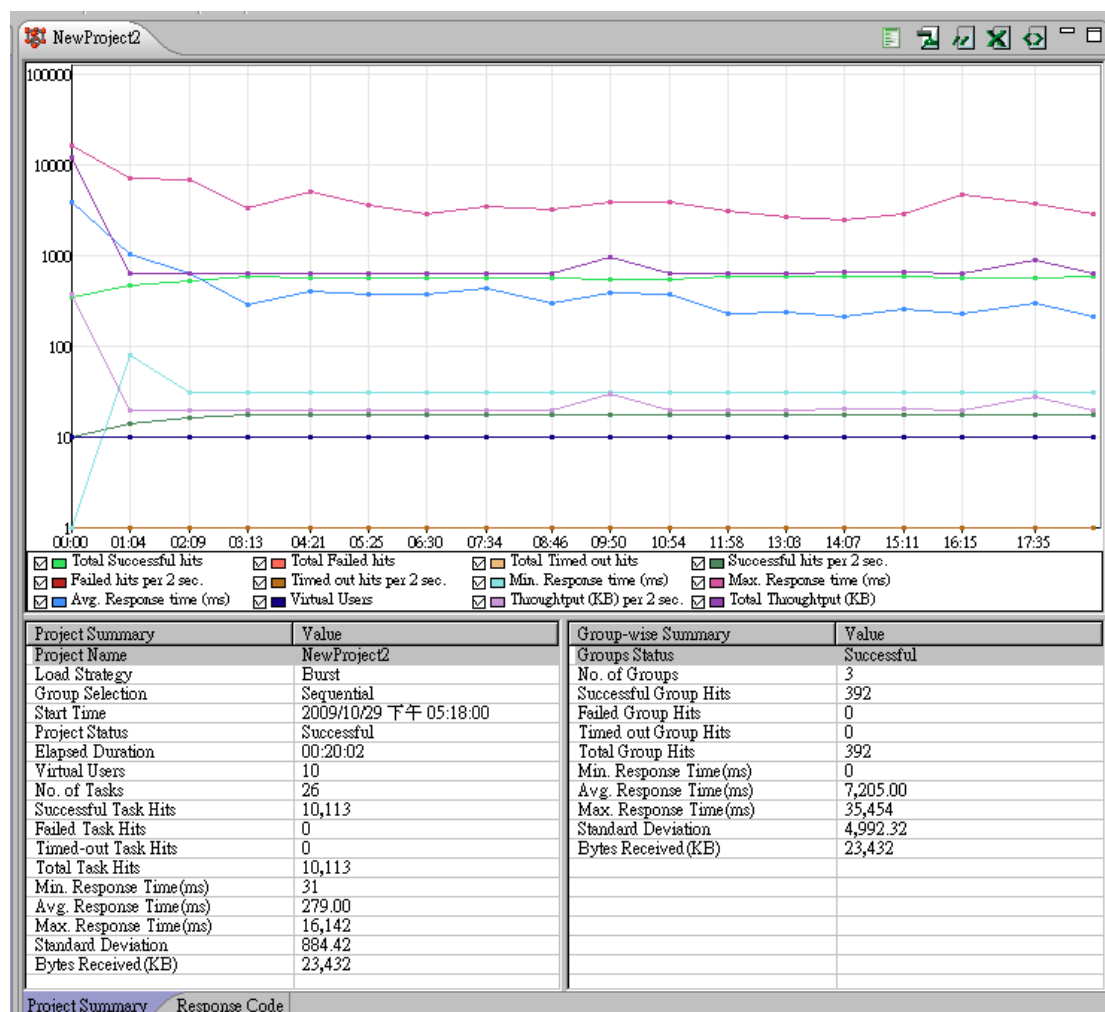 NewProject2
100000
10000
1000
100
10
1
00:00 01:04 02:09 03:13 04:21 05:25 06:30 07:34 08:46 09:50 10:54 11:58 13:03 14:07 15:11 16:15 17:35
Total Successful hits Total Failed hits Total Timed out hits Successful hits per 2 sec.
Failed hits per 2 sec. Timed out hits per 2 sec. Min. Response time (ms) Max. Response time (ms)
Avg. Response time (ms) Virtual Users Throughtput (KB) per 2 sec. Total Throughtput (KB)
Project Summary Value
Project Name NewProject2
Load Strategy Burst
Group Selection Sequential
Start Time 2009/10/29 下午 05:18:00
Project Status Successful
Elapsed Duration 00:20:02
Virtual Users 10
No. of Tasks 26
Successful Task Hits 10,113
Failed Task Hits 0
Timed-out Task Hits 0
Total Task Hits 10,113
Min. Response Time(ms) 31
Avg. Response Time(ms) 279.00
Max. Response Time(ms) 16,142
Standard Deviation 884.42
Bytes Received(KB) 23,432
Group-wise Summary Value
Groups Status Successful
No. of Groups 3
Successful Group Hits 392
Failed Group Hits 0
Timed out Group Hits 0
Total Group Hits 392
Min. Response Time(ms) 0
Avg. Response Time(ms) 7,205.00
Max. Response Time(ms) 35,454
Standard Deviation 4,992.32
Bytes Received(KB) 23,432
Project Summary Response Code